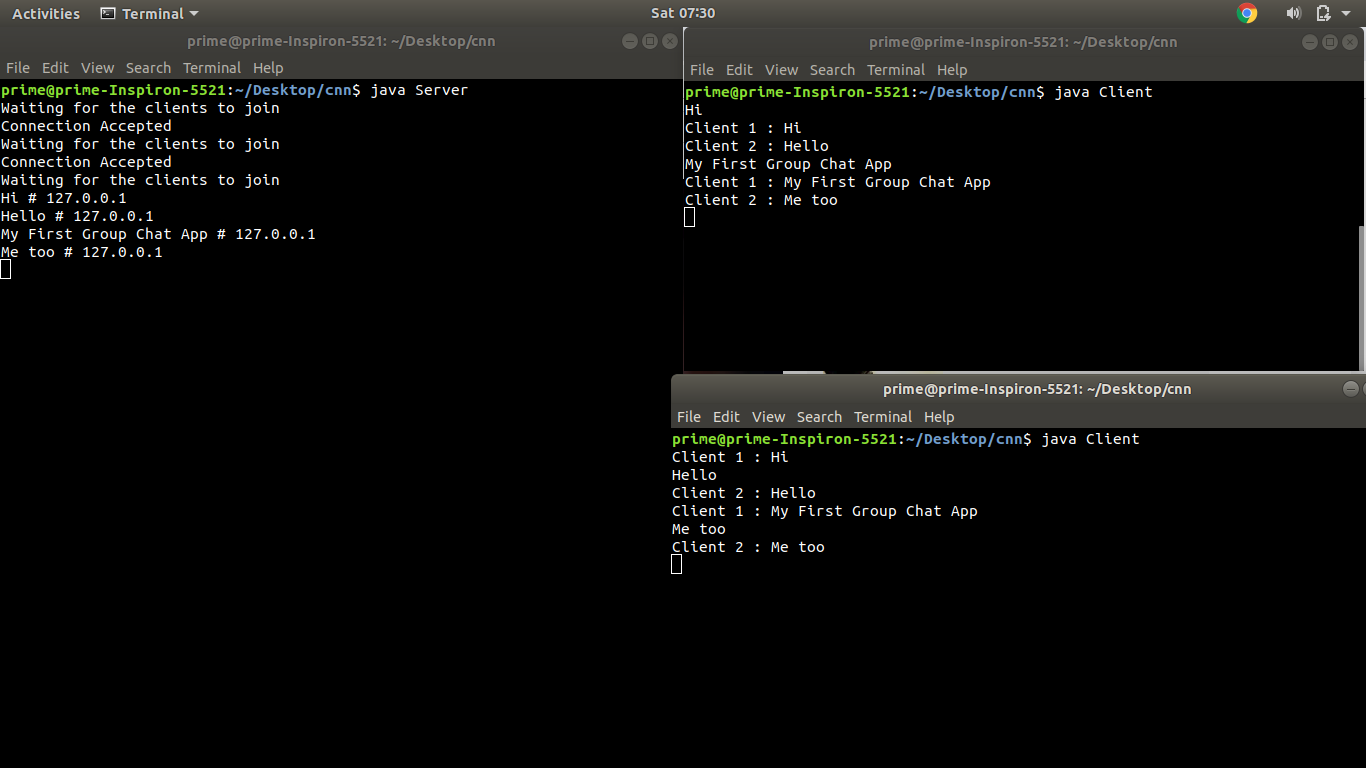 Activities Terminal Sat 07:30
prime@prime-Inspiron-5521: ~/Desktop/cnn
File Edit View Search Terminal Help
prime@prime-Inspiron-5521:~/Desktop/cnn$ java Server
Waiting for the clients to join
Connection Accepted
Waiting for the clients to join
Connection Accepted
Waiting for the clients to join
Hi # 127.0.0.1
Hello # 127.0.0.1
My First Group Chat App # 127.0.0.1
Me too # 127.0.0.1
prime@prime-Inspiron-5521: ~/Desktop/cnn
File Edit View Search Terminal Help
prime@prime-Inspiron-5521:~/Desktop/cnn$ java Client
Hi
Client 1 : Hi
Client 2 : Hello
My First Group Chat App
Client 1 : My First Group Chat App
Client 2 : Me too
prime@prime-Inspiron-5521: ~/Desktop/cnn
File Edit View Search Terminal Help
prime@prime-Inspiron-5521:~/Desktop/cnn$ java Client
Client 1 : Hi
Hello
Client 2 : Hello
Client 1 : My First Group Chat App
Me too
Client 2 : Me too